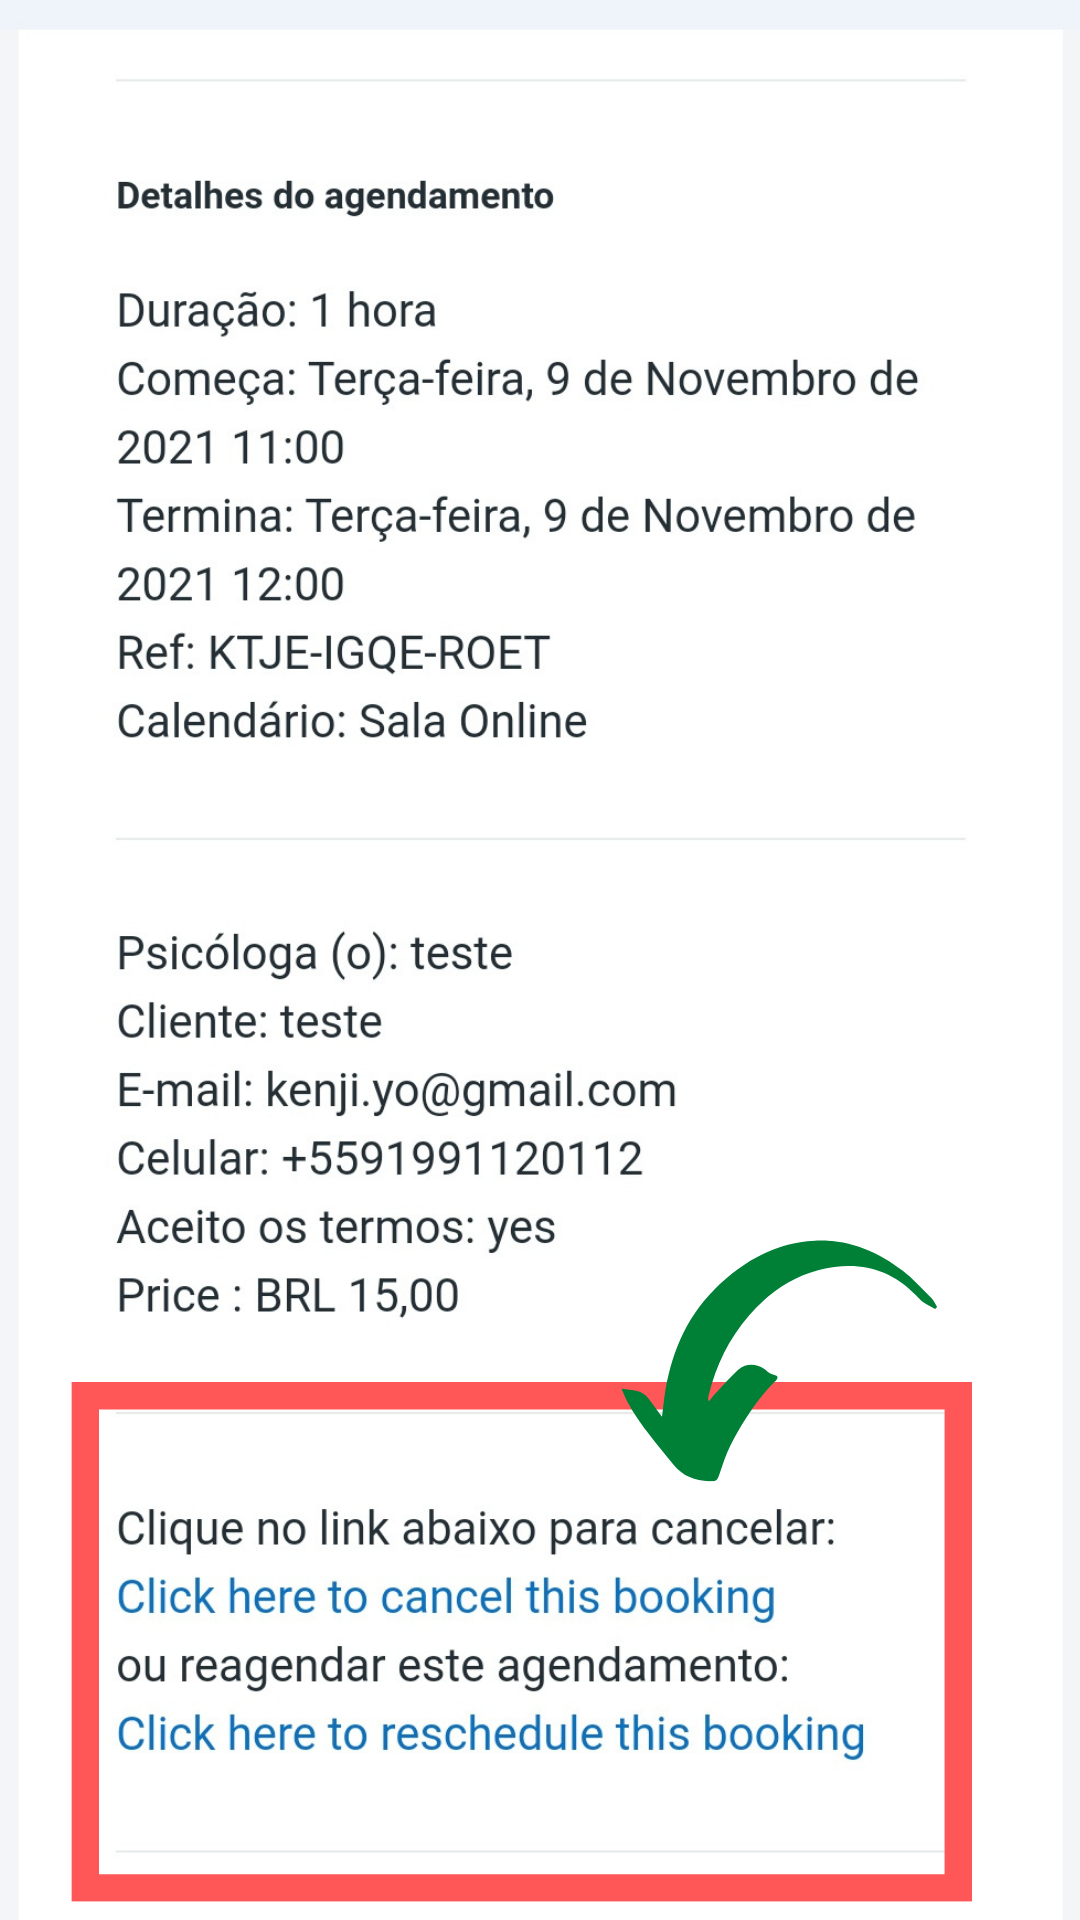 Detalhes do agendamento
Duração: 1 hora
Começa: Terça-feira, 9 de Novembro de
2021 11:00
Termina: Terça-feira, 9 de Novembro de
2021 12:00
Ref: KTJE-IGQE-ROET
Calendário: Sala Online
Psicóloga (o): teste
Cliente: teste
E-mail: kenji.yo@gmail.com
Celular: +5591991120112
Aceito os termos: yes
Price : BRL 15,00
Clique no link abaixo para cancelar:
Click here to cancel this booking
ou reagendar este agendamento:
Click here to reschedule this booking